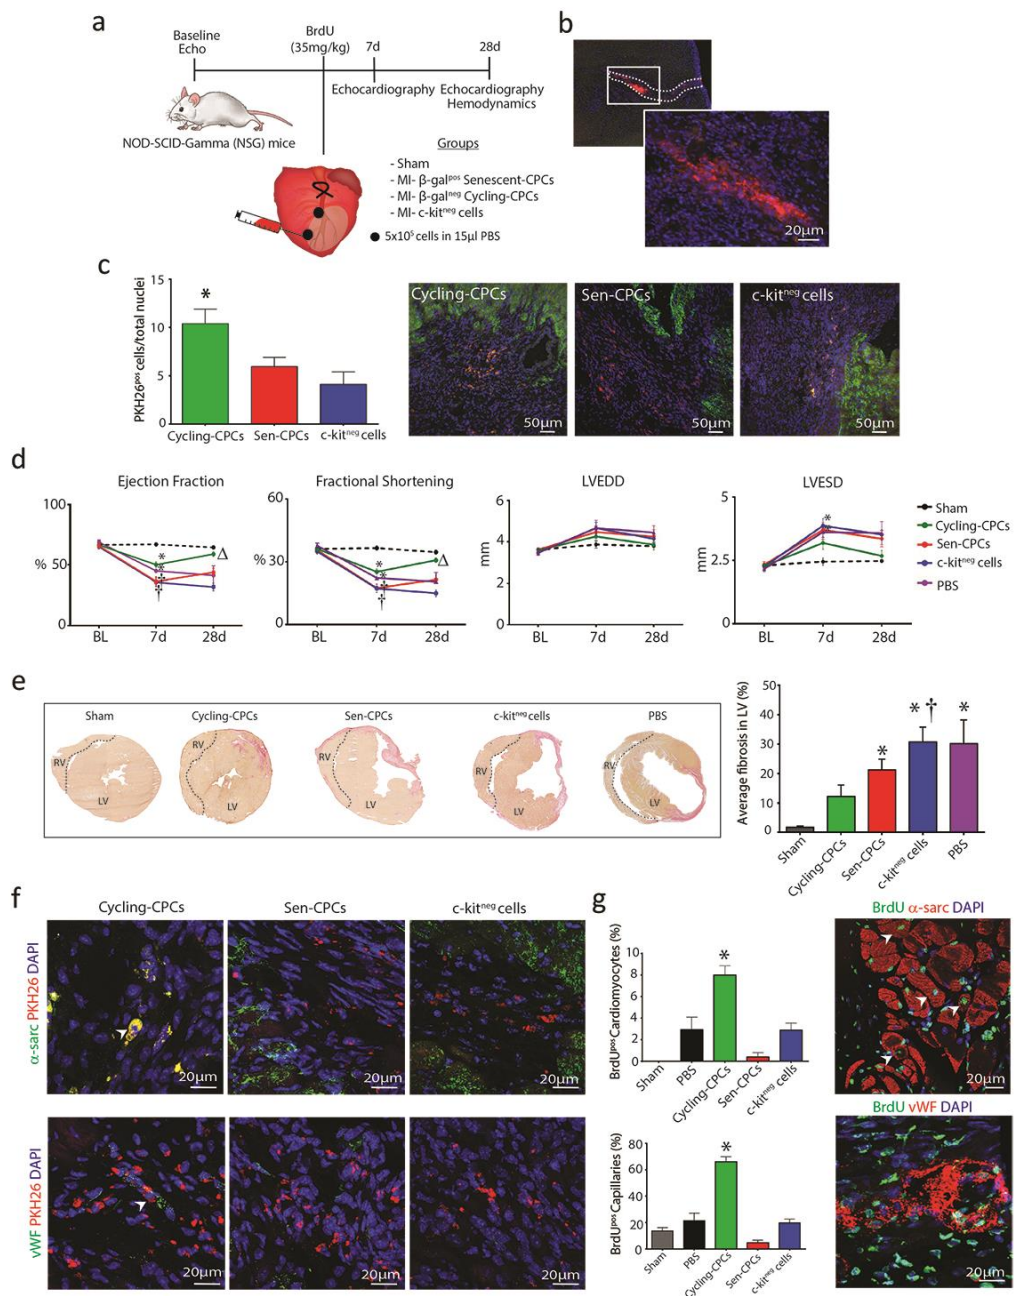 a
Baseline
Echo
BrdU
(35mg/kg)
7d
28d
Echocardiography
Echocardiography
Hemodynamics
NOD-SCID-Gamma (NSG) mice
Groups
- Sham
- MI- β-galᵖᵒˢ Senescent-CPCs
- MI- β-galⁿᵉᵍ Cycling-CPCs
- MI- c-kitⁿᵉᵍ cells
5x10⁵ cells in 15µl PBS
b
20µm
c
PKH26ᵖᵒˢ cells/total nuclei
15
10
5
0
*
Cycling-CPCs
Sen-CPCs
c-kitⁿᵉᵍ cells
Cycling-CPCs
50µm
Sen-CPCs
50µm
c-kitⁿᵉᵍ cells
50µm
d
Ejection Fraction
100
% 50
0
BL 7d 28d
* * ‡ † Δ
Fractional Shortening
60
% 30
0
BL 7d 28d
* * ‡ † Δ
LVEDD
mm
6
4
2
0
BL 7d 28d
LVESD
mm
5
2.5
0
BL 7d 28d
* *
Sham
Cycling-CPCs
Sen-CPCs
c-kitⁿᵉᵍ cells
PBS
e
Sham
RV
LV
Cycling-CPCs
RV
LV
Sen-CPCs
RV
LV
c-kitⁿᵉᵍ cells
RV
LV
PBS
RV
LV
Average fibrosis in LV (%)
50
40
30
20
10
0
* * † *
Sham
Cycling-CPCs
Sen-CPCs
c-kitⁿᵉᵍ cells
PBS
f
Cycling-CPCs
Sen-CPCs
c-kitⁿᵉᵍ cells
α-sarc PKH26 DAPI
20µm
20µm
20µm
vWF PKH26 DAPI
20µm
20µm
20µm
g
BrdUᵖᵒˢ Cardiomyocytes (%)
10
8
6
4
2
0
*
Sham
PBS
Cycling-CPCs
Sen-CPCs
c-kitⁿᵉᵍ cells
BrdU α-sarc DAPI
20µm
BrdUᵖᵒˢ Capillaries (%)
80
60
40
20
0
*
Sham
PBS
Cycling-CPCs
Sen-CPCs
c-kitⁿᵉᵍ cells
BrdU vWF DAPI
20µm